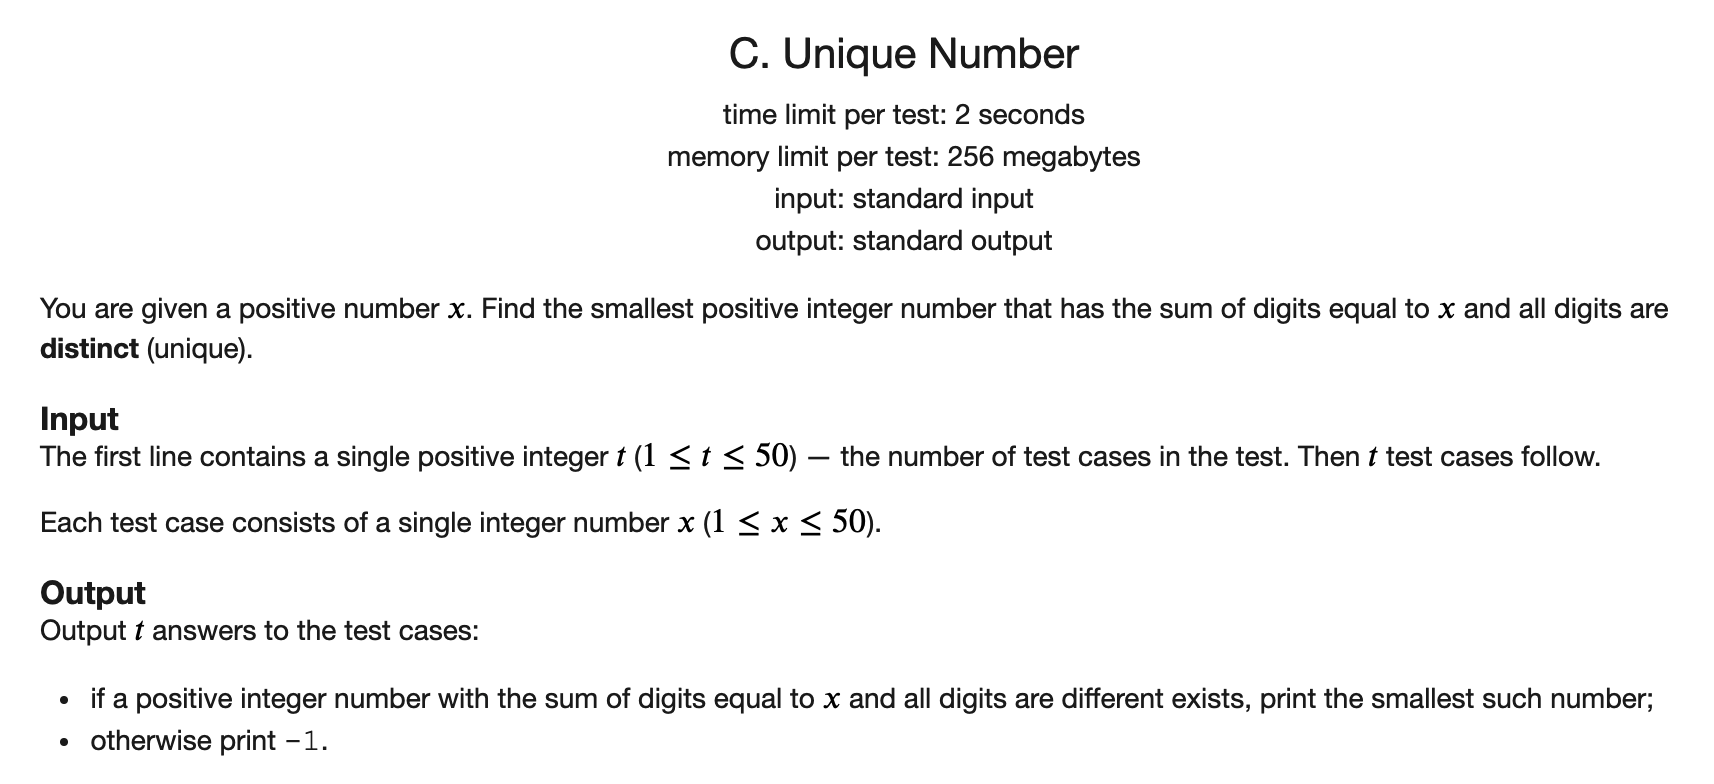 C. Unique Number
time limit per test: 2 seconds
memory limit per test: 256 megabytes
input: standard input
output: standard output
You are given a positive number x. Find the smallest positive integer number that has the sum of digits equal to x and all digits are
distinct (unique).
Input
The first line contains a single positive integer t (1 ≤ t ≤ 50) — the number of test cases in the test. Then t test cases follow.
Each test case consists of a single integer number x (1 ≤ x ≤ 50).
Output
Output t answers to the test cases:
• if a positive integer number with the sum of digits equal to x and all digits are different exists, print the smallest such number;
• otherwise print -1.